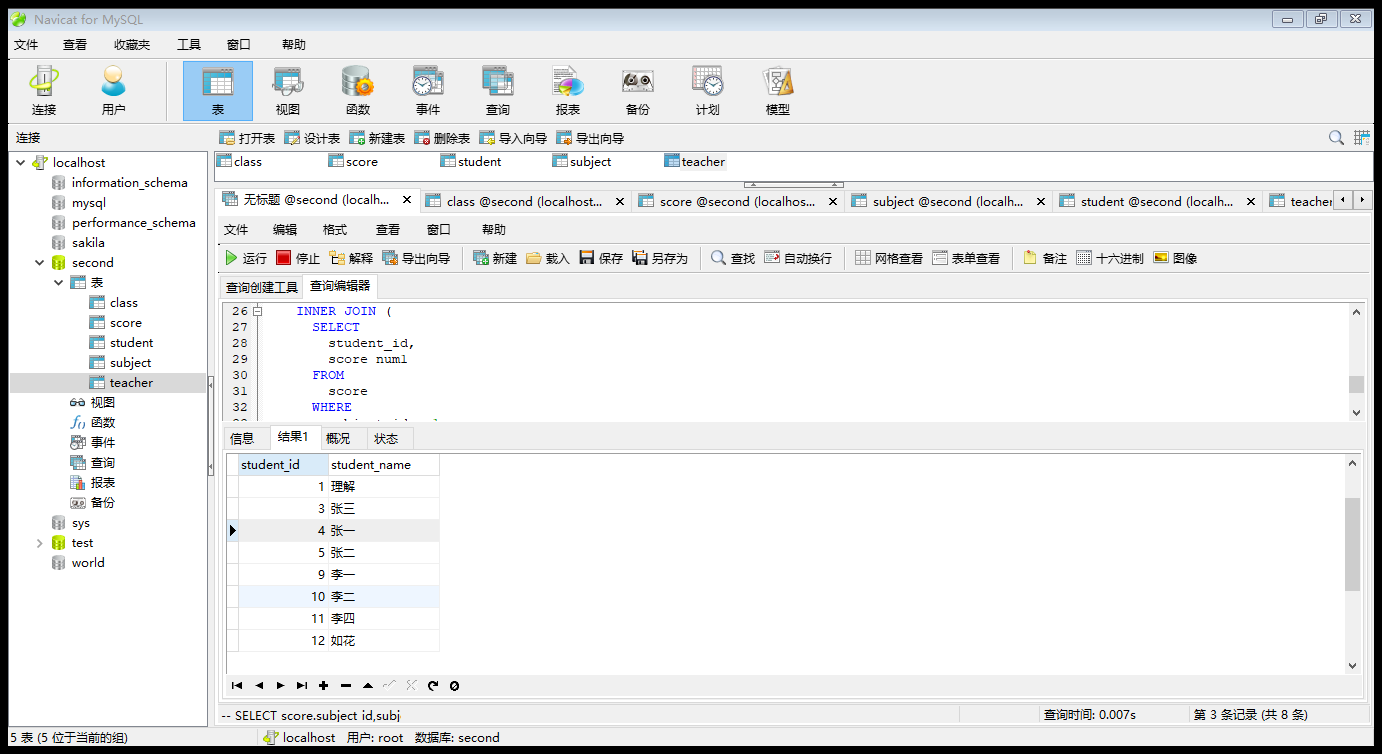 Navicat for MySQL
文件 查看 收藏夹 工具 窗口 帮助
连接 用户 表 视图 函数 事件 查询 报表 备份 计划 模型
连接 打开表 设计表 新建表 删除表 导入向导 导出向导
localhost
information_schema
mysql
performance_schema
sakila
second
表
class
score
student
subject
teacher
视图
函数
事件
查询
报表
备份
sys
test
world
class score student subject teacher
无标题 @second (localh... class @second (localhost... score @second (localhos... subject @second (localh... student @second (localh... teacher
文件 编辑 格式 查看 窗口 帮助
运行 停止 解释 导出向导 新建 载入 保存 另存为 查找 自动换行 网格查看 表单查看 备注 十六进制 图像
查询创建工具 查询编辑器
26 INNER JOIN (
27 SELECT
28 student_id,
29 score num1
30 FROM
31 score
32 WHERE
信息 结果1 概况 状态
student_id student_name
1 理解
3 张三
4 张一
5 张二
9 李一
10 李二
11 李四
12 如花
-- SELECT score.subject id,subj 查询时间: 0.007s 第 3 条记录 (共 8 条)
5 表 (5 位于当前的组) localhost 用户: root 数据库: second